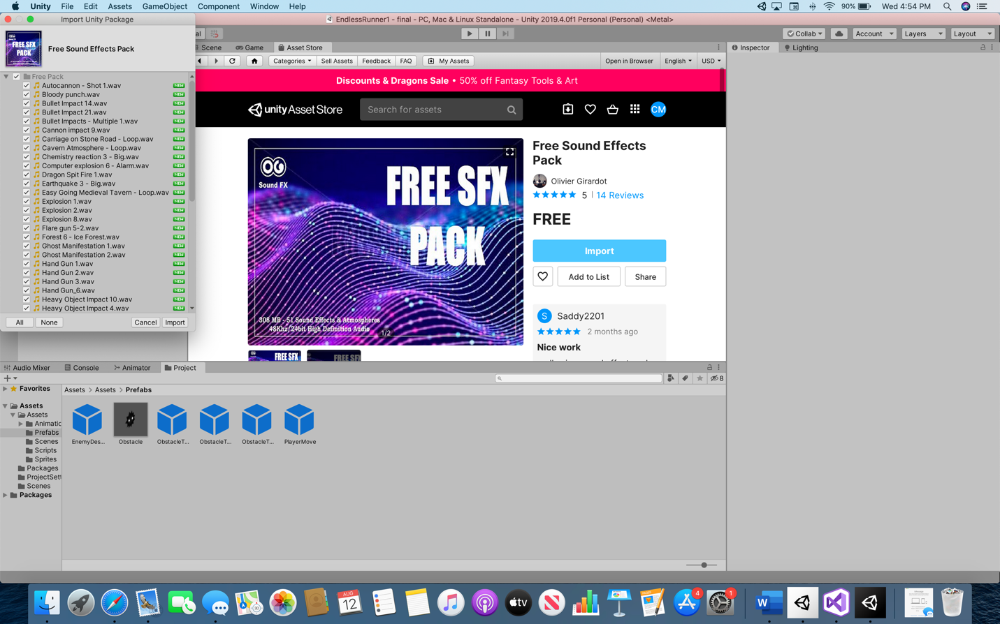 Unity File Edit Assets GameObject Component Window Help
90% Wed 4:54 PM
Import Unity Package
EndlessRunner1 - final - PC, Mac & Linux Standalone - Unity 2019.4.0f1 Personal (Personal) <Metal>
al
Collab
Account
Layers
Layout
Free Sound Effects Pack
Scene
Game
Asset Store
Inspector
Lighting
Categories
Sell Assets
Feedback
FAQ
My Assets
Open in Browser
English
USD
Discounts & Dragons Sale • 50% off Fantasy Tools & Art
unity Asset Store
Search for assets
CM
Free Pack
Autocannon - Shot 1.wav NEW
Bloody punch.wav NEW
Bullet Impact 14.wav NEW
Bullet Impact 21.wav NEW
Bullet Impacts - Multiple 1.wav NEW
Cannon impact 9.wav NEW
Carriage on Stone Road - Loop.wav NEW
Cavern Atmosphere - Loop.wav NEW
Chemistry reaction 3 - Big.wav NEW
Computer explosion 6 - Alarm.wav NEW
Dragon Spit Fire 1.wav NEW
Earthquake 3 - Big.wav NEW
Easy Going Medieval Tavern - Loop.wav NEW
Explosion 1.wav NEW
Explosion 2.wav NEW
Explosion 8.wav NEW
Flare gun 5-2.wav NEW
Forest 6 - Ice Forest.wav NEW
Ghost Manifestation 1.wav NEW
Ghost Manifestation 2.wav NEW
Hand Gun 1.wav NEW
Hand Gun 2.wav NEW
Hand Gun 3.wav NEW
Hand Gun_6.wav NEW
Heavy Object Impact 10.wav NEW
Heavy Object Impact 4.wav NEW
All
None
Cancel
Import
OG
Sound FX
FREE SFX
PACK
308 MB - 51 Sound Effects & Atmospheres
48Khz/24bit High Definition Audio
1/2
Free Sound Effects
Pack
Olivier Girardot
5 | 14 Reviews
FREE
Import
Add to List
Share
S
Saddy2201
2 months ago
Nice work
Audio Mixer
Console
Animator
Project
8
Favorites
Assets > Assets > Prefabs
Assets
Assets
Animatic
Prefabs
Scenes
Scripts
Sprites
Packages
ProjectSett
Scenes
Packages
EnemyDes...
Obstacle
ObstacleT...
ObstacleT...
ObstacleT...
PlayerMove
AUG
12
3D
tv
4
1
W